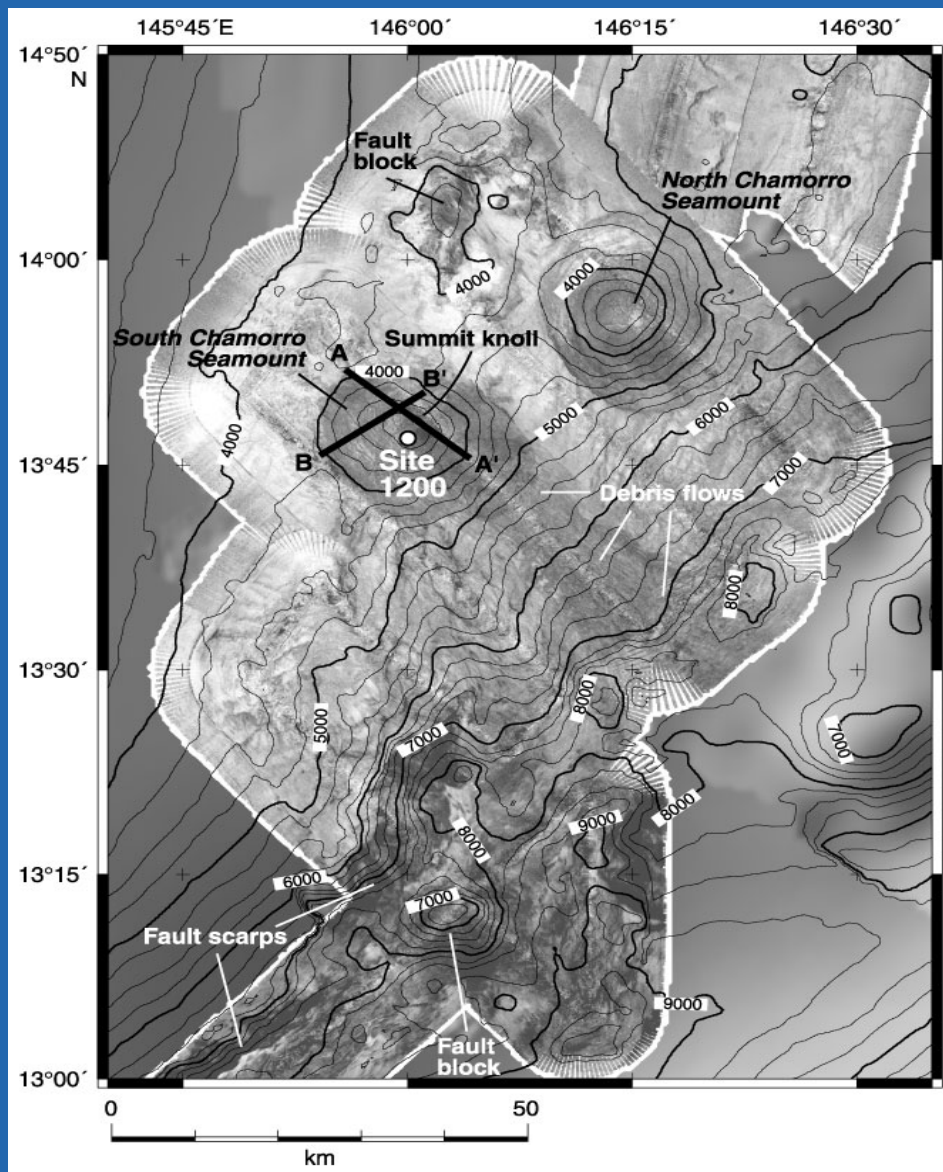 145°45´E 146°00´ 146°15´ 146°30´
14°50´
N
Fault
block
North Chamorro
Seamount
14°00´
4000
4000
South Chamorro
Seamount
A
Summit knoll
4000
B'
4000
5000
6000
B
A'
Site
1200
13°45´
7000
Debris flows
8000
13°30´
8000
5000
7000
7000
8000
9000
8000
13°15´
6000
7000
Fault scarps
9000
Fault
block
13°00´
0 50
km